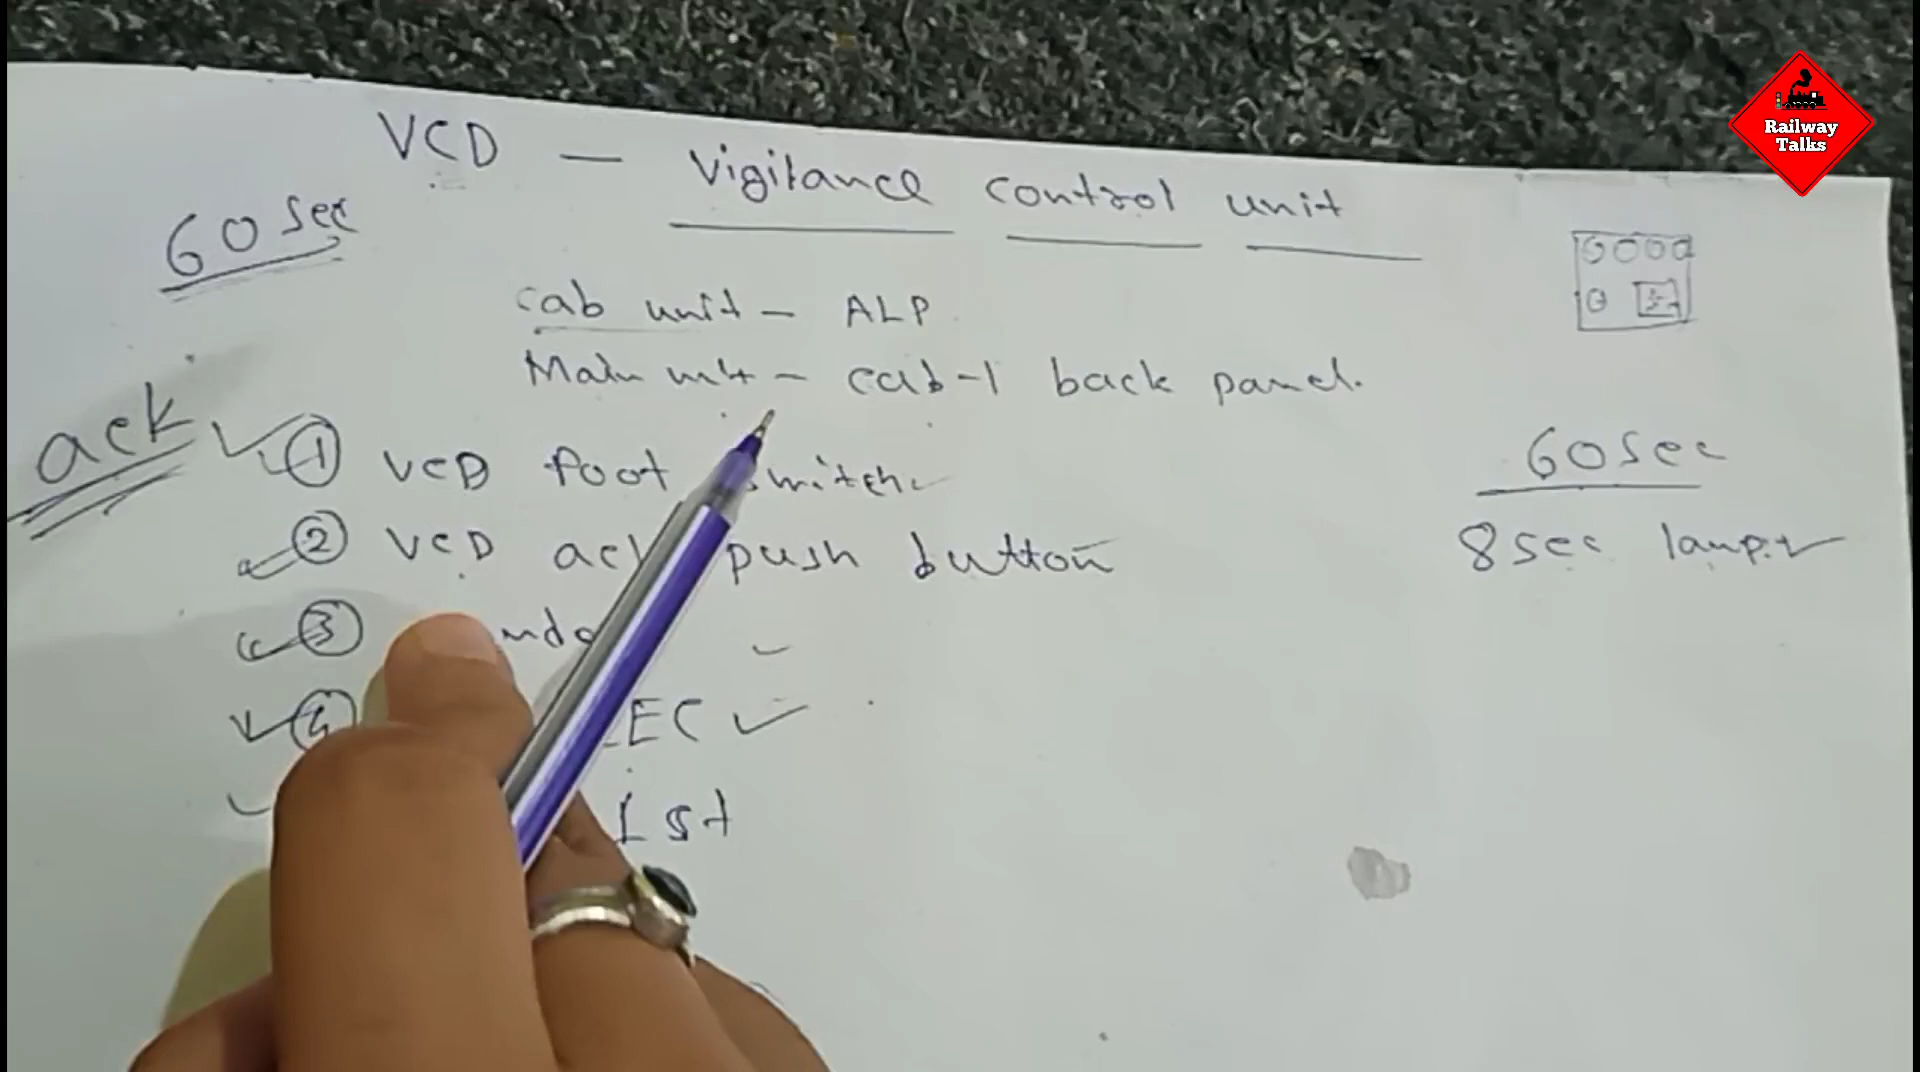 VCD — Vigilance control unit
60 sec
cab unit – ALP
Main unit – cab-1 back panel.
ack
① VCD foot switch
60 sec
② VCD ack push button
8 sec lamp
③
④ EC
Railway
Talks